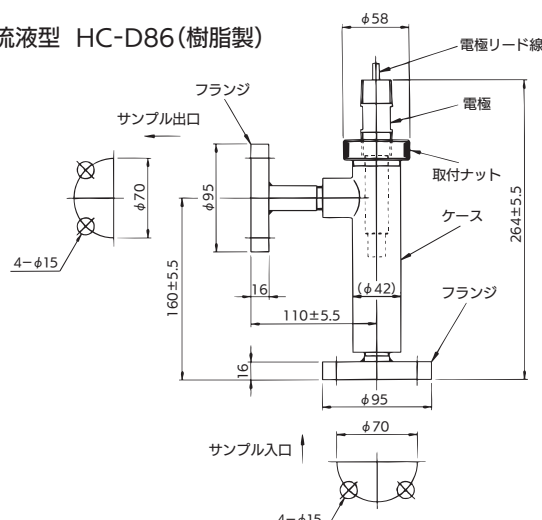 流液型 HC-D86(樹脂製)
φ58
電極リード線
フランジ
サンプル出口
電極
取付ナット
φ70
φ95
ケース
264±5.5
4-φ15
160±5.5
16
(φ42)
フランジ
110±5.5
16
φ95
φ70
サンプル入口
4-φ15